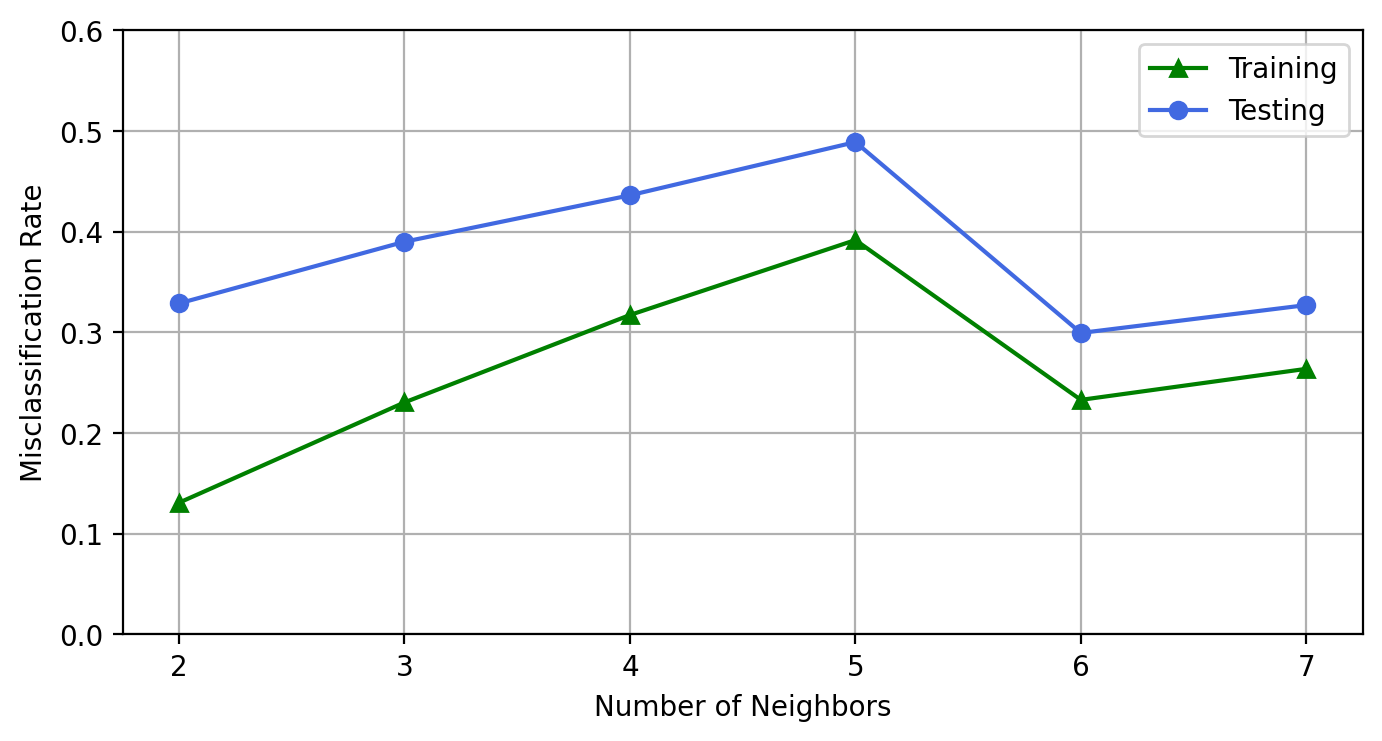 0.6
0.5
0.4
0.3
0.2
0.1
0.0
Misclassification Rate
Training
Testing
2 3 4 5 6 7
Number of Neighbors